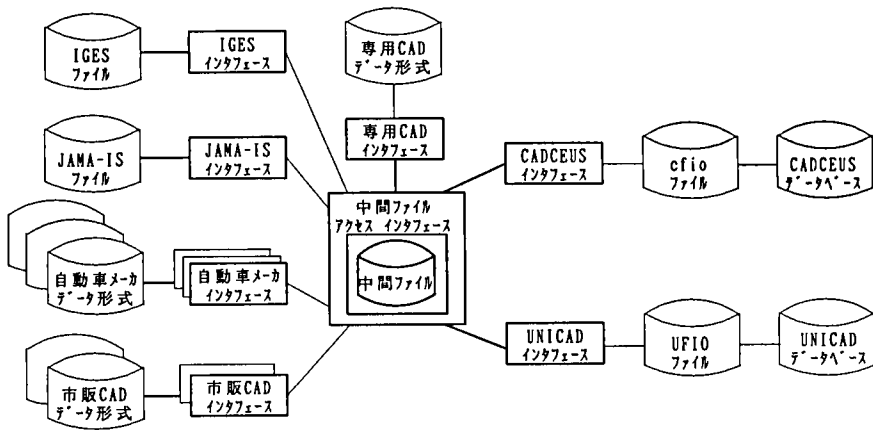 IGES
ﾌｧｲﾙ
IGES
ｲﾝﾀﾌｪｰｽ
専用CAD
ﾃﾞｰﾀ形式
専用CAD
ｲﾝﾀﾌｪｰｽ
JAMA-IS
ﾌｧｲﾙ
JAMA-IS
ｲﾝﾀﾌｪｰｽ
CADCEUS
ｲﾝﾀﾌｪｰｽ
cfio
ﾌｧｲﾙ
CADCEUS
ﾃﾞｰﾀﾍﾞｰｽ
中間ﾌｧｲﾙ
ｱｸｾｽ ｲﾝﾀﾌｪｰｽ
中間ﾌｧｲﾙ
自動車ﾒｰｶ
ﾃﾞｰﾀ形式
自動車ﾒｰｶ
ｲﾝﾀﾌｪｰｽ
UNICAD
ｲﾝﾀﾌｪｰｽ
UFIO
ﾌｧｲﾙ
UNICAD
ﾃﾞｰﾀﾍﾞｰｽ
市販CAD
ﾃﾞｰﾀ形式
市販CAD
ｲﾝﾀﾌｪｰｽ